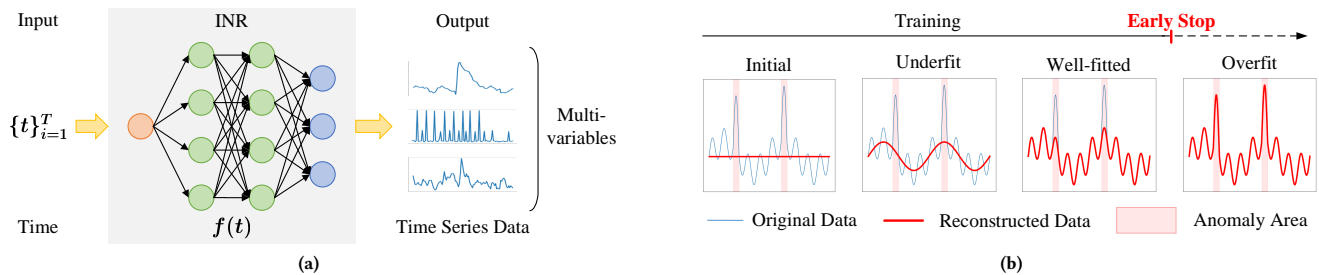 Input
INR
Output
{t}_{i=1}^{T}
Multi-
variables
Time
f(t)
Time Series Data
(a)
Training
Early Stop
Initial
Underfit
Well-fitted
Overfit
Original Data
Reconstructed Data
Anomaly Area
(b)